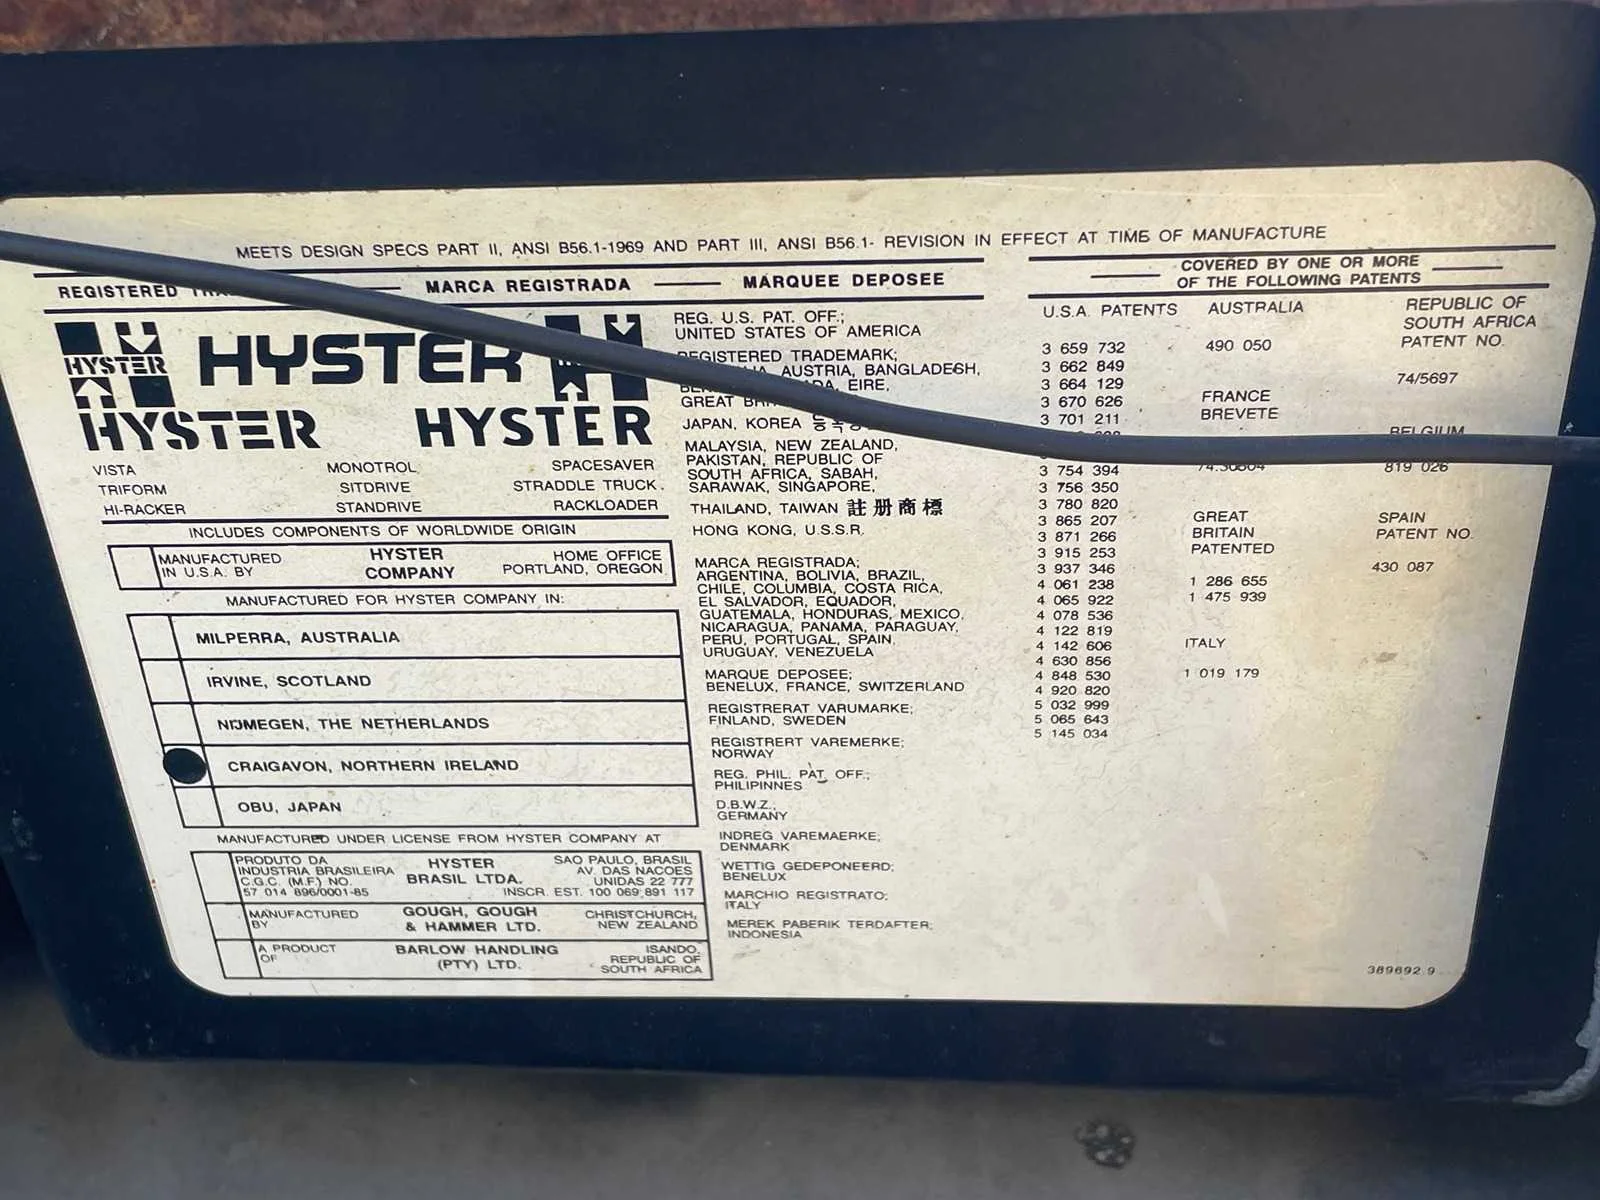 MEETS DESIGN SPECS PART II, ANSI B56.1-1969 AND PART III, ANSI B56.1- REVISION IN EFFECT AT TIME OF MANUFACTURE
REGISTERED
MARCA REGISTRADA
MARQUEE DEPOSEE
HYSTER
HYSTER
HYSTER HYSTER
VISTA MONOTROL SPACESAVER
TRIFORM SITDRIVE STRADDLE TRUCK.
HI-RACKER STANDRIVE RACKLOADER
INCLUDES COMPONENTS OF WORLDWIDE ORIGIN
MANUFACTURED
IN U.S.A. BY
HYSTER
COMPANY
HOME OFFICE
PORTLAND, OREGON
MANUFACTURED FOR HYSTER COMPANY IN:
MILPERRA, AUSTRALIA
IRVINE, SCOTLAND
NIJMEGEN, THE NETHERLANDS
CRAIGAVON, NORTHERN IRELAND
OBU, JAPAN
MANUFACTURED UNDER LICENSE FROM HYSTER COMPANY AT
PRODUTO DA
INDUSTRIA BRASILEIRA
C.G.C. (M.F.) NO.
57 014 896/0001-85
HYSTER
BRASIL LTDA.
SAO PAULO, BRASIL
AV. DAS NACOES
UNIDAS 22 777
INSCR. EST. 100 069 891 117
MANUFACTURED
BY
GOUGH, GOUGH
& HAMMER LTD.
CHRISTCHURCH,
NEW ZEALAND
A PRODUCT
OF
BARLOW HANDLING
(PTY) LTD.
ISANDO,
REPUBLIC OF
SOUTH AFRICA
REG. U.S. PAT. OFF.;
UNITED STATES OF AMERICA
REGISTERED TRADEMARK;
AUSTRIA, BANGLADESH,
EIRE,
GREAT
JAPAN, KOREA
MALAYSIA, NEW ZEALAND,
PAKISTAN, REPUBLIC OF
SOUTH AFRICA, SABAH,
SARAWAK, SINGAPORE,
THAILAND, TAIWAN 註册商標
HONG KONG, U.S.S.R.
MARCA REGISTRADA;
ARGENTINA, BOLIVIA, BRAZIL,
CHILE, COLUMBIA, COSTA RICA,
EL SALVADOR, EQUADOR,
GUATEMALA, HONDURAS, MEXICO,
NICARAGUA, PANAMA, PARAGUAY,
PERU, PORTUGAL, SPAIN,
URUGUAY, VENEZUELA
MARQUE DEPOSEE;
BENELUX, FRANCE, SWITZERLAND
REGISTRERAT VARUMARKE;
FINLAND, SWEDEN
REGISTRERT VAREMERKE;
NORWAY
REG. PHIL. PAT. OFF.;
PHILIPINNES
D.B.W.Z.;
GERMANY
INDREG VAREMAERKE;
DENMARK
WETTIG GEDEPONEERD;
BENELUX
MARCHIO REGISTRATO;
ITALY
MEREK PABERIK TERDAFTER;
INDONESIA
COVERED BY ONE OR MORE
OF THE FOLLOWING PATENTS
U.S.A. PATENTS
3 659 732
3 662 849
3 664 129
3 670 626
3 701 211
3 754 394
3 756 350
3 780 820
3 865 207
3 871 266
3 915 253
3 937 346
4 061 238
4 065 922
4 078 536
4 122 819
4 142 606
4 630 856
4 848 530
4 920 820
5 032 999
5 065 643
5 145 034
AUSTRALIA
490 050
FRANCE
BREVETE
GREAT
BRITAIN
PATENTED
1 286 655
1 475 939
ITALY
1 019 179
REPUBLIC OF
SOUTH AFRICA
PATENT NO.
74/5697
BELGIUM
819 026
SPAIN
PATENT NO.
430 087
389692 9